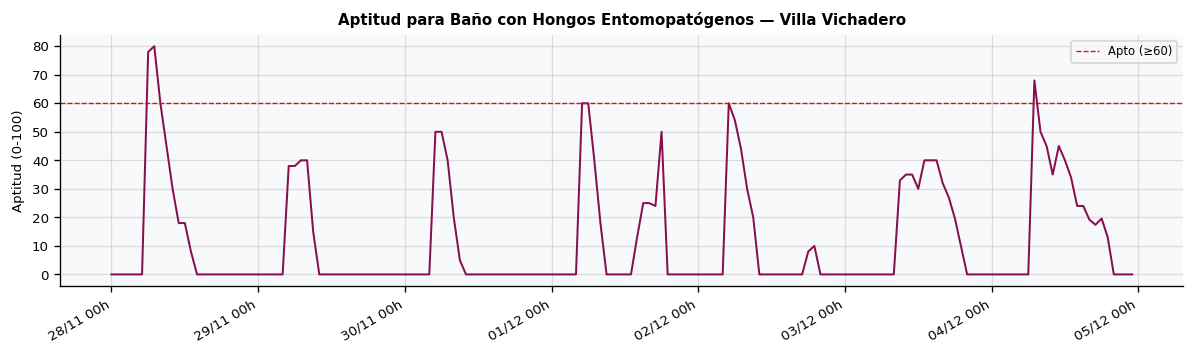 Aptitud para Baño con Hongos Entomopatógenos — Villa Vichadero
Apto (≥60)
Aptitud (0-100)
80
70
60
50
40
30
20
10
0
28/11 00h
29/11 00h
30/11 00h
01/12 00h
02/12 00h
03/12 00h
04/12 00h
05/12 00h